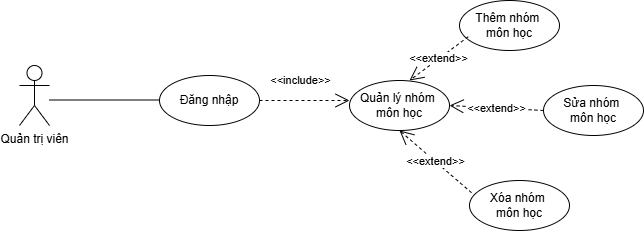 Thêm nhóm
môn học
<<extend>>
<<include>>
Đăng nhập
Quản lý nhóm
môn học
<<extend>>
Sửa nhóm
môn học
Quản trị viên
<<extend>>
Xóa nhóm
môn học